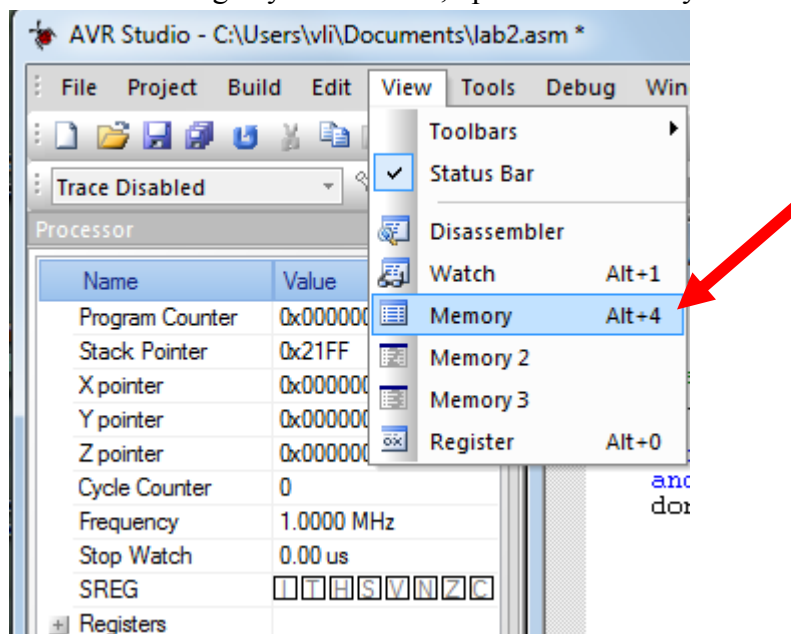 AVR Studio - C:\Users\vli\Documents\lab2.asm *
File Project Build Edit View Tools Debug Win
Toolbars
Trace Disabled
Status Bar
Processor
Disassembler
Name Value
Watch Alt+1
Program Counter 0x000000
Memory Alt+4
Stack Pointer 0x21FF
Memory 2
X pointer 0x000000
Y pointer 0x000000
Memory 3
Z pointer 0x000000
Register Alt+0
Cycle Counter 0
and
Frequency 1.0000 MHz
Stop Watch 0.00 us
SREG I T H S V N Z C
Registers